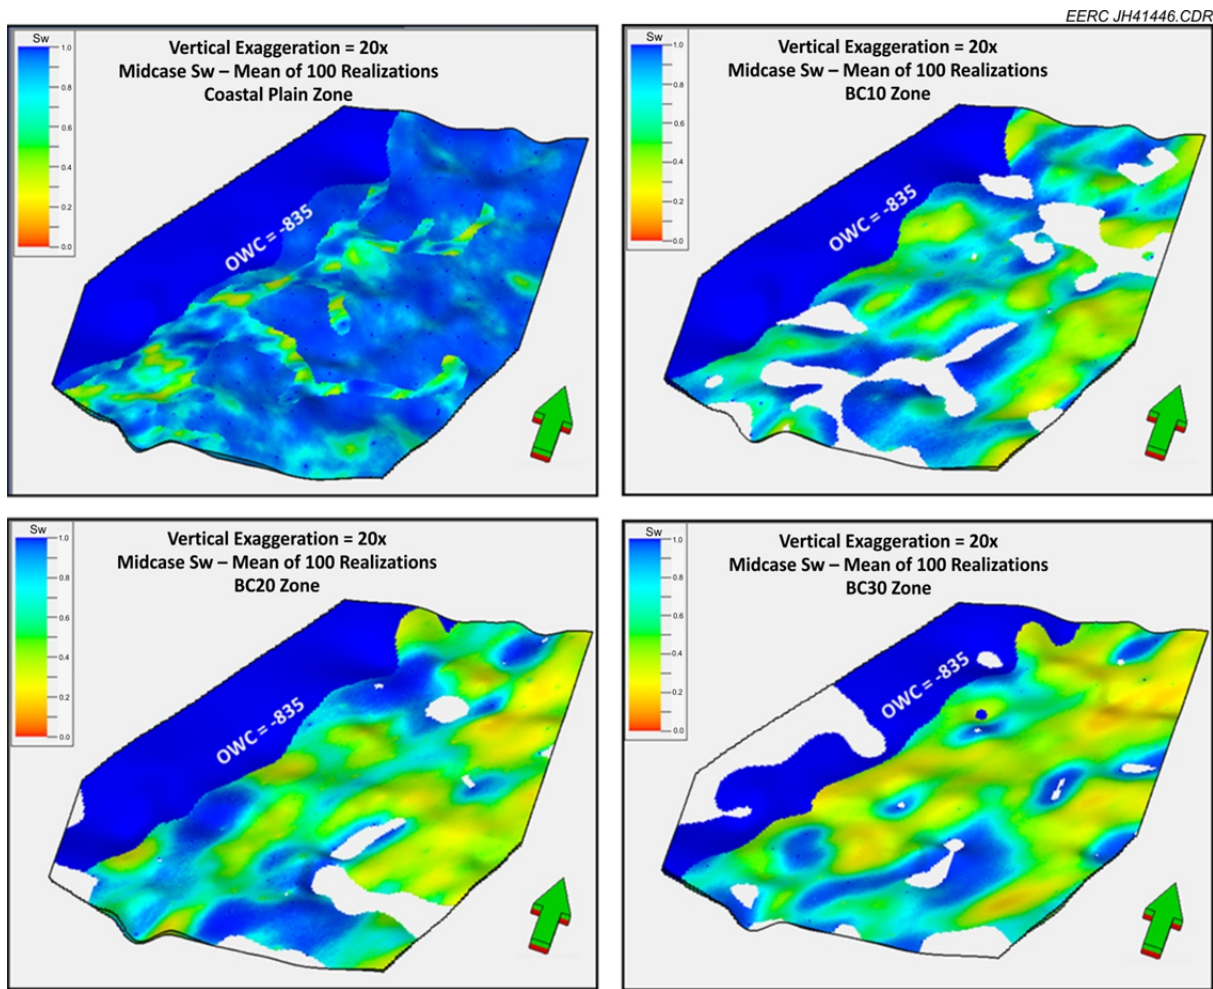 EERC JH41446.CDR
Sw
1.0
0.8
0.6
0.4
0.2
0.0
Vertical Exaggeration = 20x
Midcase Sw – Mean of 100 Realizations
Coastal Plain Zone
OWC = -835
Sw
1.0
0.8
0.6
0.4
0.2
0.0
Vertical Exaggeration = 20x
Midcase Sw – Mean of 100 Realizations
BC10 Zone
OWC = -835
Sw
1.0
0.8
0.6
0.4
0.2
0.0
Vertical Exaggeration = 20x
Midcase Sw – Mean of 100 Realizations
BC20 Zone
OWC = -835
Sw
1.0
0.8
0.6
0.4
0.2
0.0
Vertical Exaggeration = 20x
Midcase Sw – Mean of 100 Realizations
BC30 Zone
OWC = -835